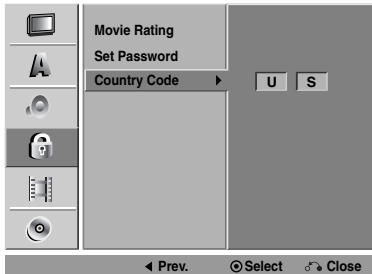 Movie Rating
Set Password
Country Code
U S
Prev. Select Close